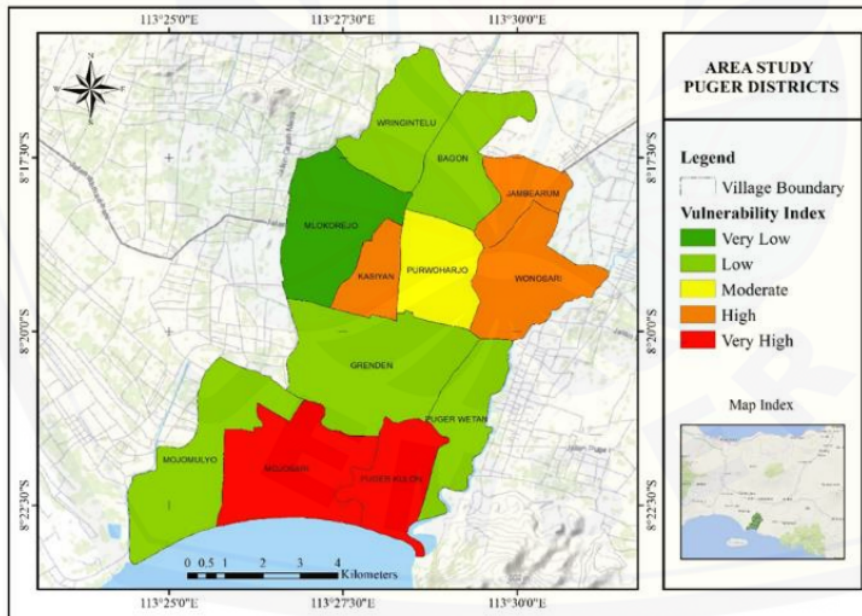 113°25'0"E
113°27'30"E
113°30'0"E
N
W
E
S
8°17'30"S
8°20'0"S
8°22'30"S
WRINGINTELU
BAGON
JAMBEARUM
MLOKOREJO
KASIYAN
PURWOHARJO
WONOSARI
GRENDEN
PUGER WETAN
MOJOMULYO
MOJOSARI
PUGER KULON
0 0.5 1 2 3 4
Kilometers
113°25'0"E
113°27'30"E
113°30'0"E
8°17'30"S
8°20'0"S
8°22'30"S
AREA STUDY
PUGER DISTRICTS
Legend
Village Boundary
Vulnerability Index
Very Low
Low
Moderate
High
Very High
Map Index